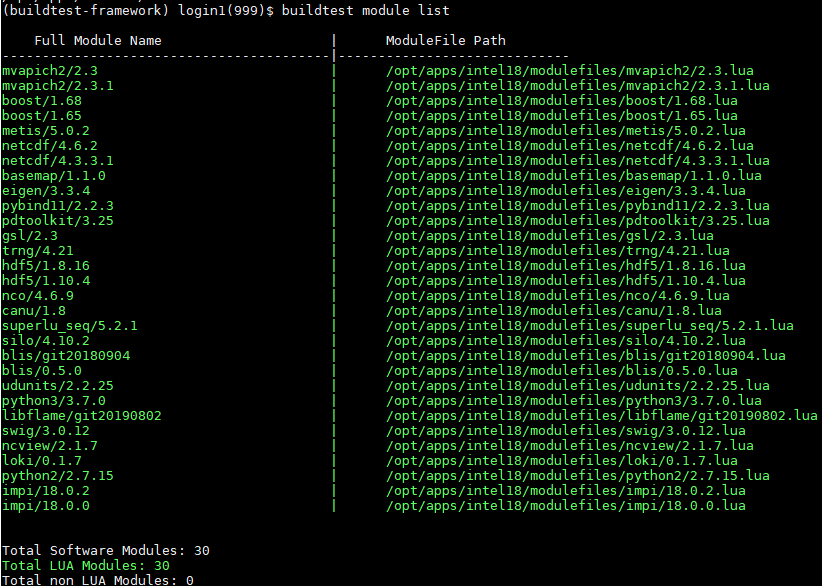 (buildtest-framework) login1(999)$ buildtest module list
Full Module Name | ModuleFile Path
-----------------------------------------|-----------------------------
mvapich2/2.3 | /opt/apps/intel18/modulefiles/mvapich2/2.3.lua
mvapich2/2.3.1 | /opt/apps/intel18/modulefiles/mvapich2/2.3.1.lua
boost/1.68 | /opt/apps/intel18/modulefiles/boost/1.68.lua
boost/1.65 | /opt/apps/intel18/modulefiles/boost/1.65.lua
metis/5.0.2 | /opt/apps/intel18/modulefiles/metis/5.0.2.lua
netcdf/4.6.2 | /opt/apps/intel18/modulefiles/netcdf/4.6.2.lua
netcdf/4.3.3.1 | /opt/apps/intel18/modulefiles/netcdf/4.3.3.1.lua
basemap/1.1.0 | /opt/apps/intel18/modulefiles/basemap/1.1.0.lua
eigen/3.3.4 | /opt/apps/intel18/modulefiles/eigen/3.3.4.lua
pybind11/2.2.3 | /opt/apps/intel18/modulefiles/pybind11/2.2.3.lua
pdtoolkit/3.25 | /opt/apps/intel18/modulefiles/pdtoolkit/3.25.lua
gsl/2.3 | /opt/apps/intel18/modulefiles/gsl/2.3.lua
trng/4.21 | /opt/apps/intel18/modulefiles/trng/4.21.lua
hdf5/1.8.16 | /opt/apps/intel18/modulefiles/hdf5/1.8.16.lua
hdf5/1.10.4 | /opt/apps/intel18/modulefiles/hdf5/1.10.4.lua
nco/4.6.9 | /opt/apps/intel18/modulefiles/nco/4.6.9.lua
canu/1.8 | /opt/apps/intel18/modulefiles/canu/1.8.lua
superlu_seq/5.2.1 | /opt/apps/intel18/modulefiles/superlu_seq/5.2.1.lua
silo/4.10.2 | /opt/apps/intel18/modulefiles/silo/4.10.2.lua
blis/git20180904 | /opt/apps/intel18/modulefiles/blis/git20180904.lua
blis/0.5.0 | /opt/apps/intel18/modulefiles/blis/0.5.0.lua
udunits/2.2.25 | /opt/apps/intel18/modulefiles/udunits/2.2.25.lua
python3/3.7.0 | /opt/apps/intel18/modulefiles/python3/3.7.0.lua
libflame/git20190802 | /opt/apps/intel18/modulefiles/libflame/git20190802.lua
swig/3.0.12 | /opt/apps/intel18/modulefiles/swig/3.0.12.lua
ncview/2.1.7 | /opt/apps/intel18/modulefiles/ncview/2.1.7.lua
loki/0.1.7 | /opt/apps/intel18/modulefiles/loki/0.1.7.lua
python2/2.7.15 | /opt/apps/intel18/modulefiles/python2/2.7.15.lua
impi/18.0.2 | /opt/apps/intel18/modulefiles/impi/18.0.2.lua
impi/18.0.0 | /opt/apps/intel18/modulefiles/impi/18.0.0.lua
Total Software Modules: 30
Total LUA Modules: 30
Total non LUA Modules: 0